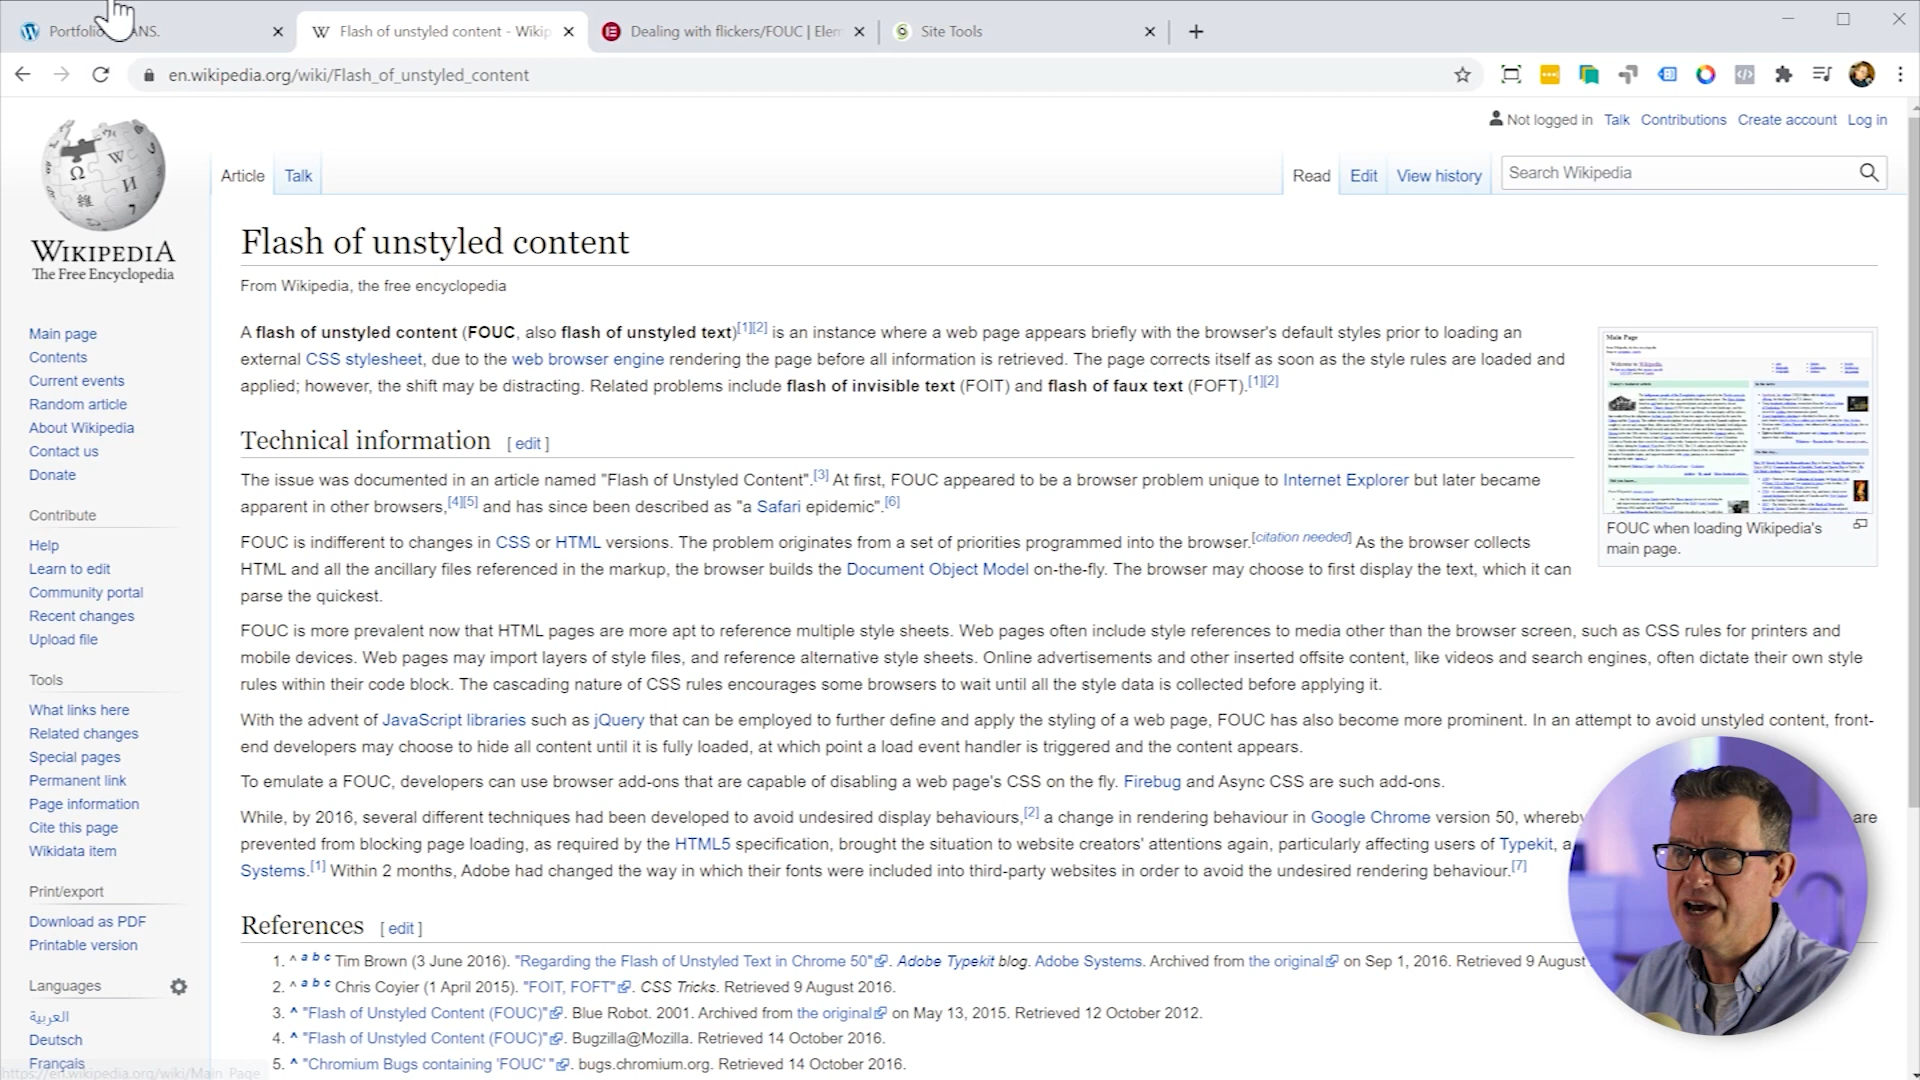 Portfolio
ANS.
Flash of unstyled content - Wikip
Dealing with flickers/FOUC | Elem
Site Tools
en.wikipedia.org/wiki/Flash_of_unstyled_content
Not logged in Talk Contributions Create account Log in
Article Talk
Read Edit View history
Search Wikipedia
WIKIPEDIA
The Free Encyclopedia
Main page
Contents
Current events
Random article
About Wikipedia
Contact us
Donate
Contribute
Help
Learn to edit
Community portal
Recent changes
Upload file
Tools
What links here
Related changes
Special pages
Permanent link
Page information
Cite this page
Wikidata item
Print/export
Download as PDF
Printable version
Languages
العربية
Deutsch
Français
https://en.wikipedia.org/wiki/Main_Page
Flash of unstyled content
From Wikipedia, the free encyclopedia
A flash of unstyled content (FOUC, also flash of unstyled text)[1][2] is an instance where a web page appears briefly with the browser's default styles prior to loading an
external CSS stylesheet, due to the web browser engine rendering the page before all information is retrieved. The page corrects itself as soon as the style rules are loaded and
applied; however, the shift may be distracting. Related problems include flash of invisible text (FOIT) and flash of faux text (FOFT).[1][2]
Main Page
FOUC when loading Wikipedia's
main page.
Technical information [ edit ]
The issue was documented in an article named "Flash of Unstyled Content".[3] At first, FOUC appeared to be a browser problem unique to Internet Explorer but later became
apparent in other browsers,[4][5] and has since been described as "a Safari epidemic".[6]
FOUC is indifferent to changes in CSS or HTML versions. The problem originates from a set of priorities programmed into the browser.[citation needed] As the browser collects
HTML and all the ancillary files referenced in the markup, the browser builds the Document Object Model on-the-fly. The browser may choose to first display the text, which it can
parse the quickest.
FOUC is more prevalent now that HTML pages are more apt to reference multiple style sheets. Web pages often include style references to media other than the browser screen, such as CSS rules for printers and
mobile devices. Web pages may import layers of style files, and reference alternative style sheets. Online advertisements and other inserted offsite content, like videos and search engines, often dictate their own style
rules within their code block. The cascading nature of CSS rules encourages some browsers to wait until all the style data is collected before applying it.
With the advent of JavaScript libraries such as jQuery that can be employed to further define and apply the styling of a web page, FOUC has also become more prominent. In an attempt to avoid unstyled content, front-
end developers may choose to hide all content until it is fully loaded, at which point a load event handler is triggered and the content appears.
To emulate a FOUC, developers can use browser add-ons that are capable of disabling a web page's CSS on the fly. Firebug and Async CSS are such add-ons.
While, by 2016, several different techniques had been developed to avoid undesired display behaviours,[2] a change in rendering behaviour in Google Chrome version 50, whereby are
prevented from blocking page loading, as required by the HTML5 specification, brought the situation to website creators' attentions again, particularly affecting users of Typekit, a
Systems.[1] Within 2 months, Adobe had changed the way in which their fonts were included into third-party websites in order to avoid the undesired rendering behaviour.[7]
References [ edit ]
1. ^ a b c Tim Brown (3 June 2016). "Regarding the Flash of Unstyled Text in Chrome 50". Adobe Typekit blog. Adobe Systems. Archived from the original on Sep 1, 2016. Retrieved 9 August
2. ^ a b c Chris Coyier (1 April 2015). "FOIT, FOFT". CSS Tricks. Retrieved 9 August 2016.
3. ^ "Flash of Unstyled Content (FOUC)". Blue Robot. 2001. Archived from the original on May 13, 2015. Retrieved 12 October 2012.
4. ^ "Flash of Unstyled Content (FOUC)". Bugzilla@Mozilla. Retrieved 14 October 2016.
5. ^ "Chromium Bugs containing 'FOUC' ". bugs.chromium.org. Retrieved 14 October 2016.